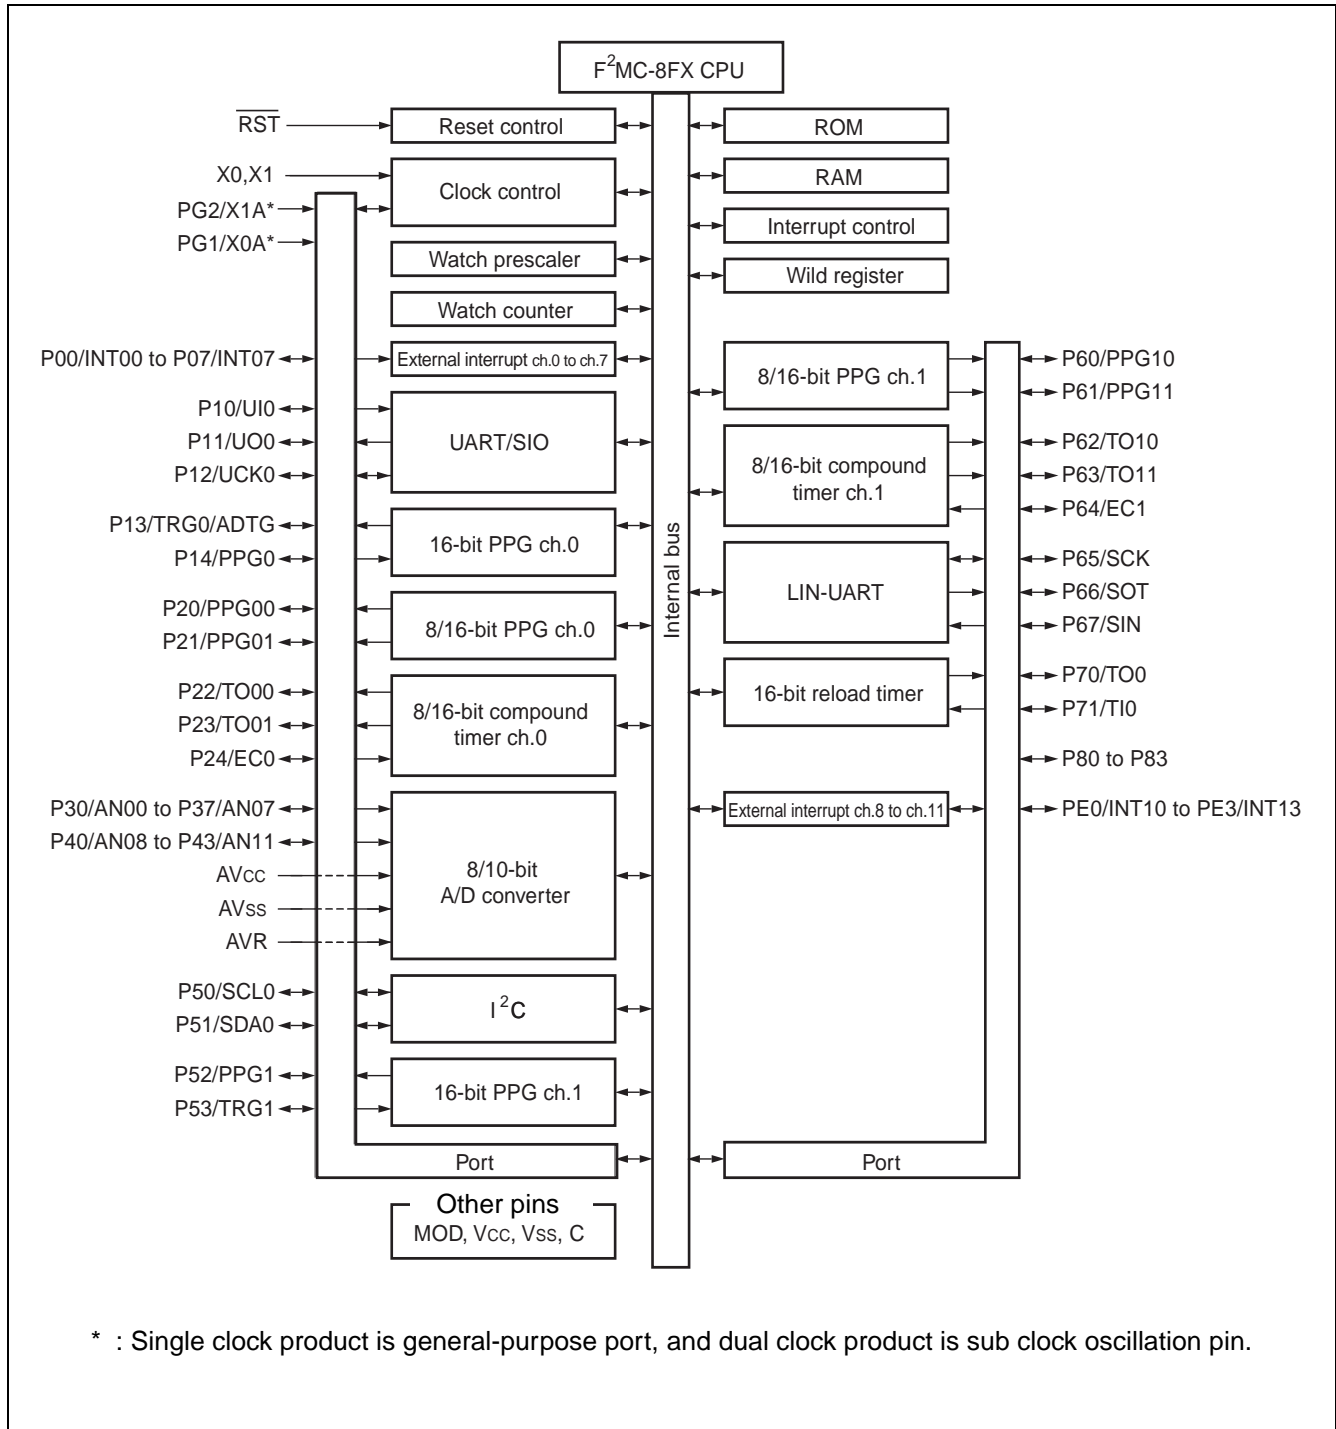 F²MC-8FX CPU
RST
Reset control
ROM
X0,X1
Clock control
RAM
PG2/X1A*
PG1/X0A*
Interrupt control
Watch prescaler
Wild register
Watch counter
P00/INT00 to P07/INT07
External interrupt ch.0 to ch.7
8/16-bit PPG ch.1
P60/PPG10
P61/PPG11
P10/UI0
P11/UO0
P12/UCK0
UART/SIO
8/16-bit compound
timer ch.1
P62/TO10
P63/TO11
P64/EC1
P13/TRG0/ADTG
P14/PPG0
16-bit PPG ch.0
Internal bus
LIN-UART
P65/SCK
P66/SOT
P67/SIN
P20/PPG00
P21/PPG01
8/16-bit PPG ch.0
16-bit reload timer
P70/TO0
P71/TI0
P22/TO00
P23/TO01
P24/EC0
8/16-bit compound
timer ch.0
P80 to P83
P30/AN00 to P37/AN07
P40/AN08 to P43/AN11
AVCC
AVSS
AVR
8/10-bit
A/D converter
External interrupt ch.8 to ch.11
PE0/INT10 to PE3/INT13
P50/SCL0
P51/SDA0
I²C
P52/PPG1
P53/TRG1
16-bit PPG ch.1
Port
Port
Other pins
MOD, VCC, VSS, C
* : Single clock product is general-purpose port, and dual clock product is sub clock oscillation pin.